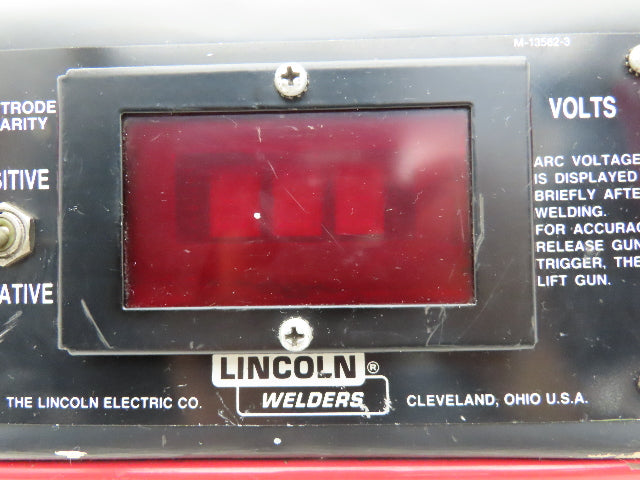 M-13562-3
TRODE
ARITY
SITIVE
ATIVE
VOLTS
ARC VOLTAGE
IS DISPLAYED
BRIEFLY AFTE
WELDING.
FOR ACCURAC
RELEASE GUN
TRIGGER, THE
LIFT GUN.
LINCOLN®
WELDERS
THE LINCOLN ELECTRIC CO.
CLEVELAND, OHIO U.S.A.